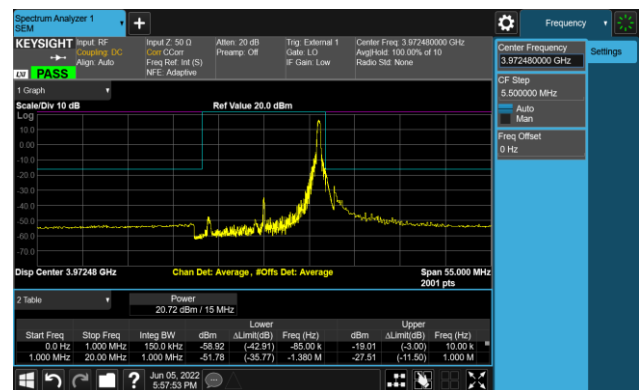 Spectrum Analyzer 1
SEM
Frequency
KEYSIGHT Input: RF
Coupling: DC
Align: Auto
Input Z: 50 Ω
Corr CCorr
Freq Ref: Int (S)
NFE: Adaptive
Atten: 20 dB
Preamp: Off
Trig: External 1
Gate: LO
IF Gain: Low
Center Freq: 3.972480000 GHz
Avg|Hold: 100.00% of 10
Radio Std: None
LXI PASS
Center Frequency
3.972480000 GHz
Settings
CF Step
5.500000 MHz
Auto
Man
Freq Offset
0 Hz
1 Graph
Scale/Div 10 dB Ref Value 20.0 dBm
Log
10.0
0.00
-10.0
-20.0
-30.0
-40.0
-50.0
-60.0
-70.0
Disp Center 3.97248 GHz Chan Det: Average , #Offs Det: Average Span 55.000 MHz
2001 pts
2 Table
Power
20.72 dBm / 15 MHz
Lower Upper
Start Freq Stop Freq Integ BW dBm ΔLimit(dB) Freq (Hz) dBm ΔLimit(dB) Freq (Hz)
0.0 Hz 1.000 MHz 150.0 kHz -58.92 (-42.91) -85.00 k -19.01 (-3.00) 10.00 k
1.000 MHz 20.00 MHz 1.000 MHz -51.78 (-35.77) -1.380 M -27.51 (-11.50) 1.000 M
Jun 05, 2022
5:57:53 PM